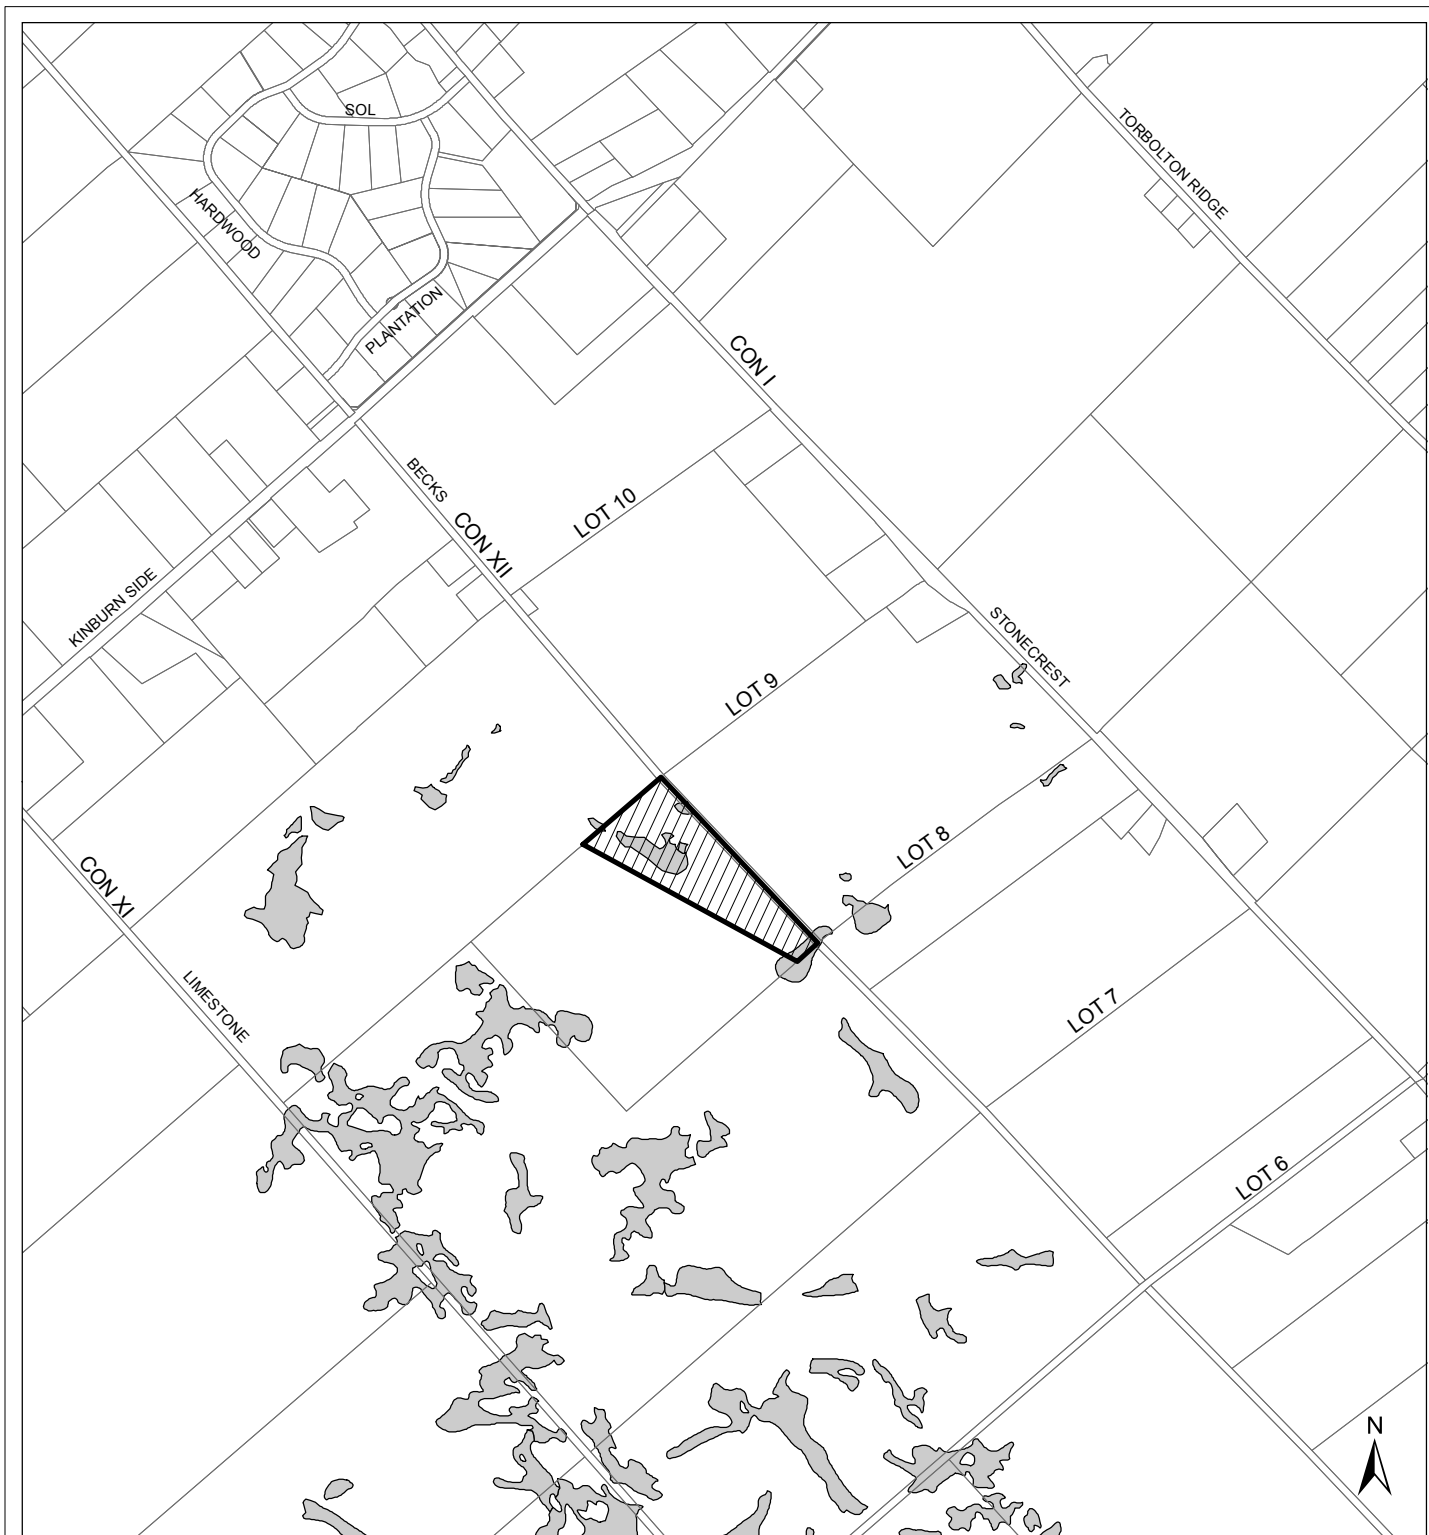 SOL
TORBOLTON RIDGE
HARDWOOD
PLANTATION
CON I
BECKS
CON XII
LOT 10
KINBURN SIDE
STONECREST
LOT 9
LOT 8
CON XI
LIMESTONE
LOT 7
LOT 6
N